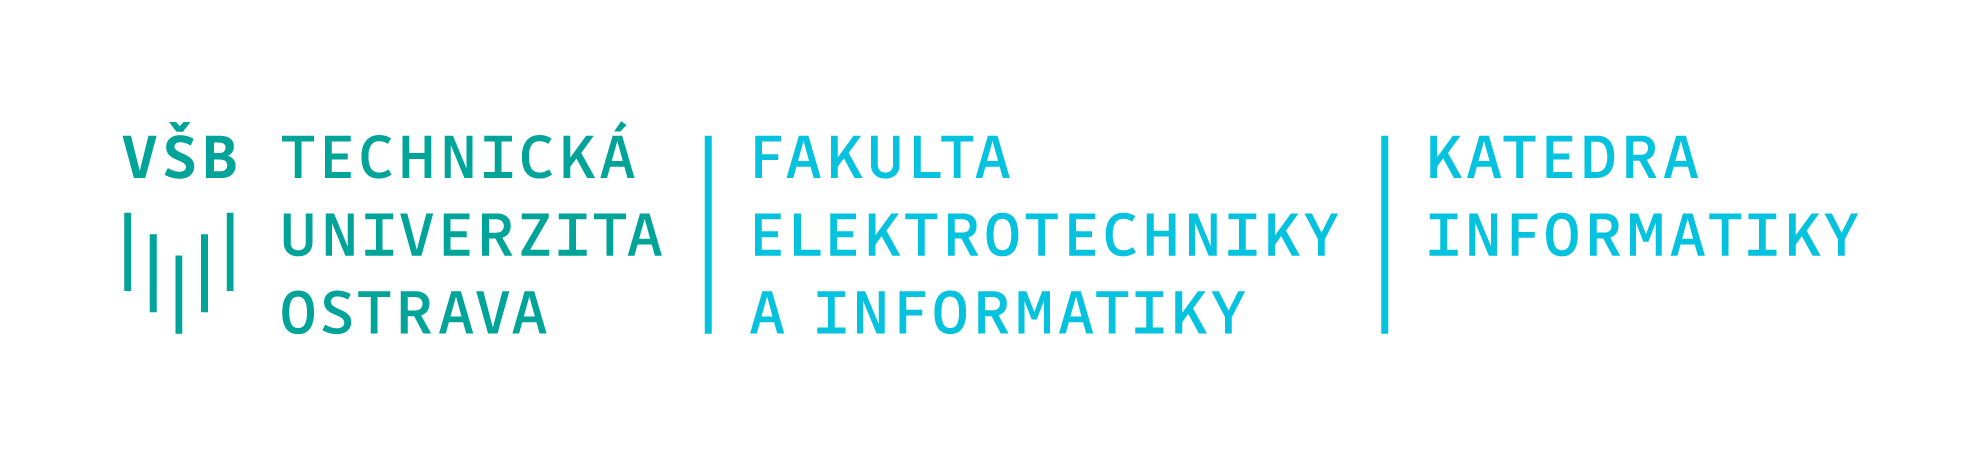 VŠB TECHNICKÁ
UNIVERZITA
OSTRAVA
FAKULTA
ELEKTROTECHNIKY
A INFORMATIKY
KATEDRA
INFORMATIKY